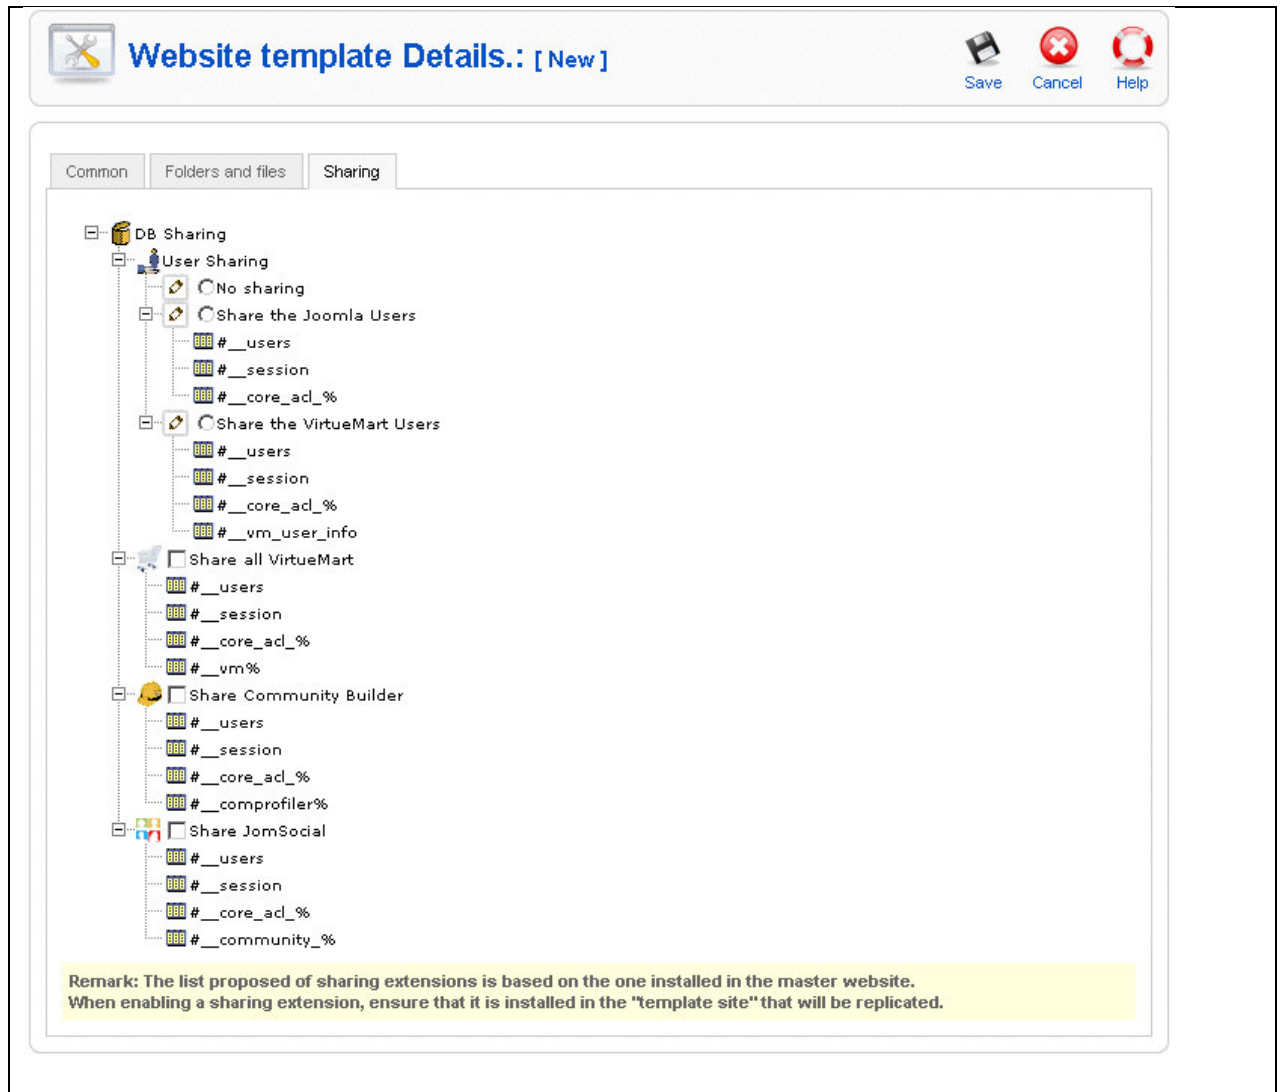 Website template Details.: [ New ]
Save Cancel Help
Common Folders and files Sharing
DB Sharing
User Sharing
No sharing
Share the Joomla Users
#__users
#__session
#__core_acl_%
Share the VirtueMart Users
#__users
#__session
#__core_acl_%
#__vm_user_info
Share all VirtueMart
#__users
#__session
#__core_acl_%
#__vm%
Share Community Builder
#__users
#__session
#__core_acl_%
#__comprofiler%
Share JomSocial
#__users
#__session
#__core_acl_%
#__community_%
Remark: The list proposed of sharing extensions is based on the one installed in the master website.
When enabling a sharing extension, ensure that it is installed in the "template site" that will be replicated.